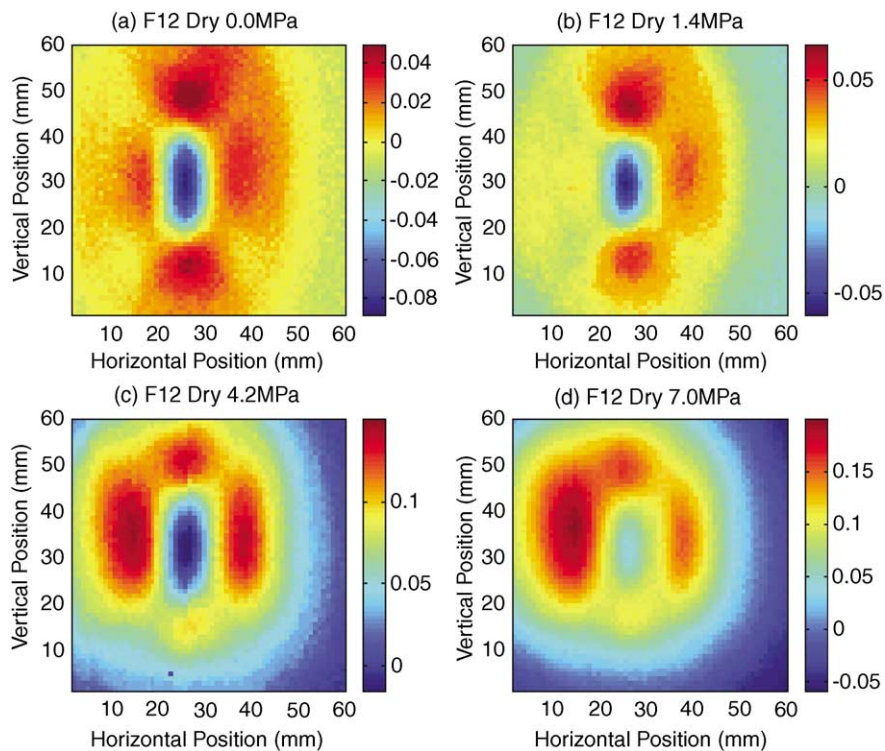 (a) F12 Dry 0.0MPa
(b) F12 Dry 1.4MPa
60
50
40
30
20
10
Vertical Position (mm)
10 20 30 40 50 60
Horizontal Position (mm)
0.04
0.02
0
-0.02
-0.04
-0.06
-0.08
60
50
40
30
20
10
Vertical Position (mm)
10 20 30 40 50 60
Horizontal Position (mm)
0.05
0
-0.05
(c) F12 Dry 4.2MPa
(d) F12 Dry 7.0MPa
60
50
40
30
20
10
Vertical Position (mm)
10 20 30 40 50 60
Horizontal Position (mm)
0.1
0.05
0
60
50
40
30
20
10
Vertical Position (mm)
10 20 30 40 50 60
Horizontal Position (mm)
0.15
0.1
0.05
0
-0.05